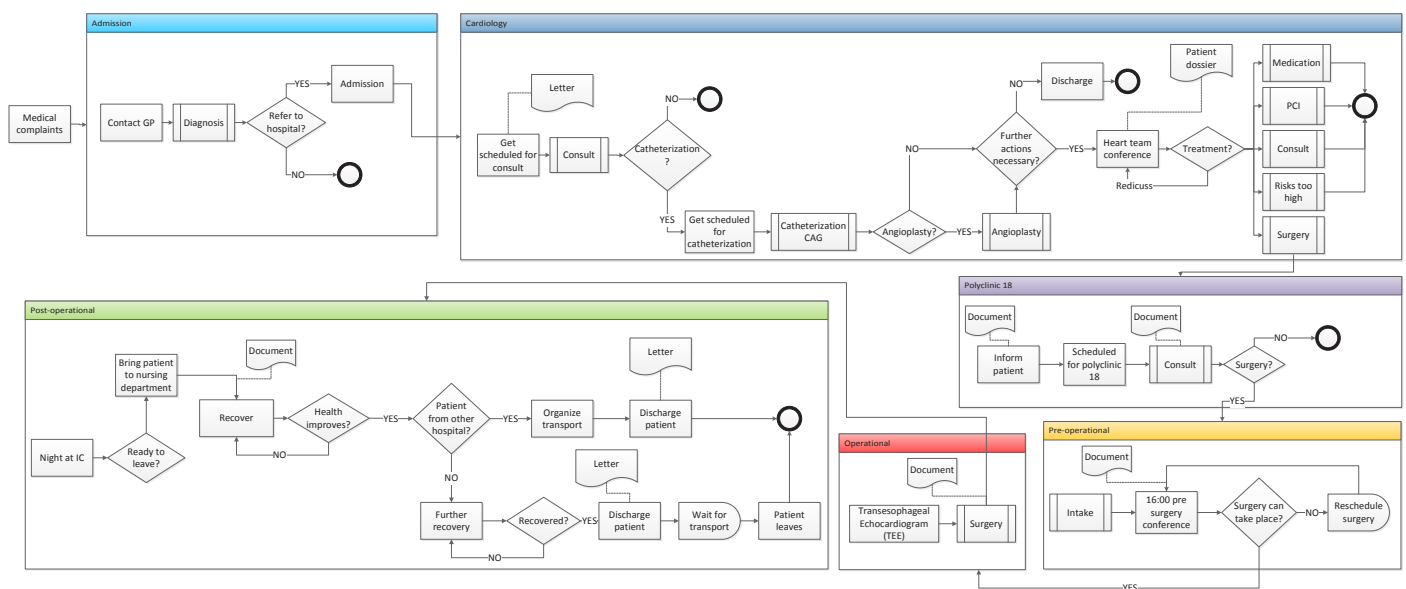 Admission
Medical
complaints
Contact GP
Diagnosis
Refer to
hospital?
YES
Admission
NO
Cardiology
Letter
Get
scheduled for
consult
Consult
Catheterization
?
NO
YES
Get scheduled
for
catheterization
Catheterization
CAG
Angioplasty?
NO
YES
Angioplasty
Further
actions
necessary?
NO
Discharge
YES
Heart team
conference
Patient
dossier
Treatment?
Redicuss
Medication
PCI
Consult
Risks too
high
Surgery
Polyclinic 18
Document
Inform
patient
Scheduled
for polyclinic
18
Document
Consult
Surgery?
NO
YES
Pre-operational
Document
Intake
16:00 pre
surgery
conference
Surgery can
take place?
NO
Reschedule
surgery
YES
Operational
Document
Transesophageal
Echocardiogram
(TEE)
Surgery
Post-operational
Night at IC
Ready to
leave?
Bring patient
to nursing
department
Document
Recover
Health
improves?
NO
YES
Patient
from other
hospital?
YES
Organize
transport
Letter
Discharge
patient
NO
Further
recovery
Recovered?
NO
YES
Letter
Discharge
patient
Wait for
transport
Patient
leaves